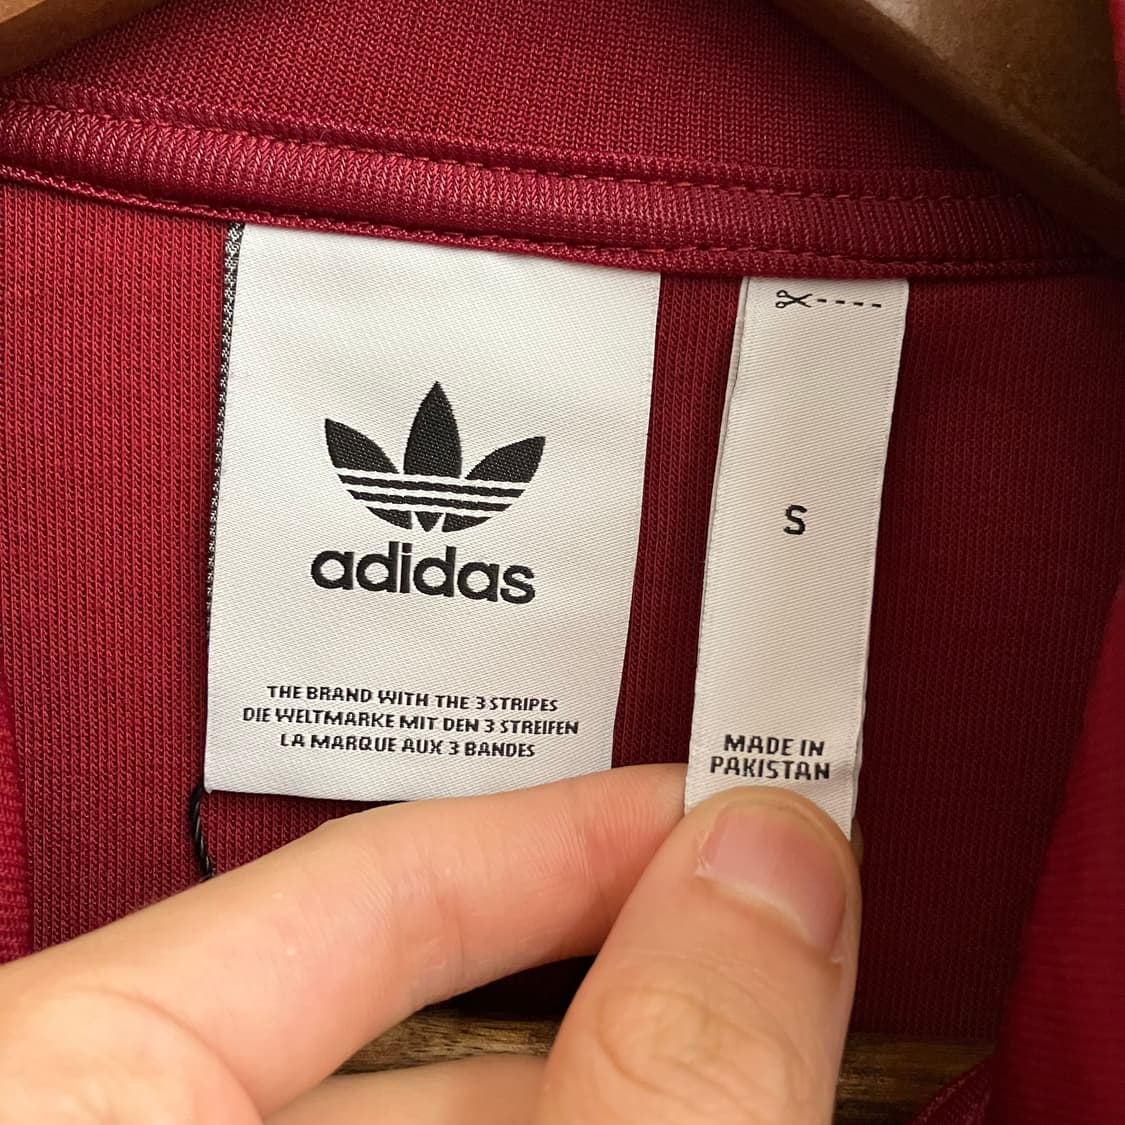 adidas
THE BRAND WITH THE 3 STRIPES
DIE WELTMARKE MIT DEN 3 STREIFEN
LA MARQUE AUX 3 BANDES
S
MADE IN
PAKISTAN